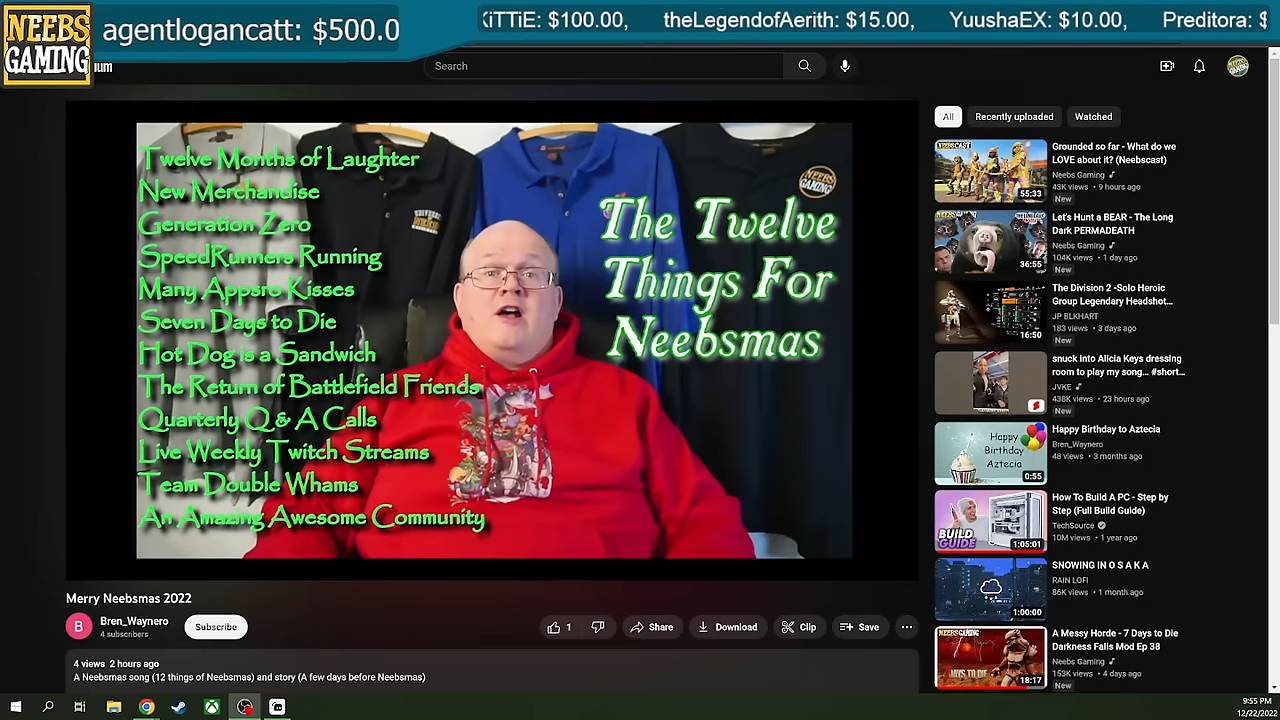 NEEBS
GAMING
agentlogancatt: $500.0
KiTTiE: $100.00, theLegendofAerith: $15.00, YuushaEX: $10.00, Preditora: $
ium
Search
All
Recently uploaded
Watched
Twelve Months of Laughter
New Merchandise
Generation Zero
SpeedRunners Running
Many Appsro Kisses
Seven Days to Die
Hot Dog is a Sandwich
The Return of Battlefield Friends
Quarterly Q & A Calls
Live Weekly Twitch Streams
Team Double Whams
An Amazing Awesome Community
The Twelve
Things For
Neebsmas
NEEBS
GAMING
Merry Neebsmas 2022
B
Bren_Waynero
4 subscribers
Subscribe
1
Share
Download
Clip
Save
4 views 2 hours ago
A Neebsmas song (12 things of Neebsmas) and story (A few days before Neebsmas)
NEEBSCAST
55:33
Grounded so far - What do we
LOVE about it? (Neebscast)
Neebs Gaming
43K views • 9 hours ago
New
36:55
Let's Hunt a BEAR - The Long
Dark PERMADEATH
Neebs Gaming
104K views • 1 day ago
New
16:50
The Division 2 -Solo Heroic
Group Legendary Headshot...
JP BLKHART
183 views • 3 days ago
New
snuck into Alicia Keys dressing
room to play my song... #short...
JVKE
438K views • 23 hours ago
New
Happy
Birthday
Aztecia
0:55
Happy Birthday to Aztecia
Bren_Waynero
48 views • 3 months ago
BUILD
GUIDE
1:05:01
How To Build A PC - Step by
Step (Full Build Guide)
TechSource
10M views • 1 year ago
1:00:00
SNOWING IN O S A K A
RAIN LOFI
86K views • 1 month ago
NEEBSGAMING
DAYS TO DIE
18:17
A Messy Horde - 7 Days to Die
Darkness Falls Mod Ep 38
Neebs Gaming
153K views • 4 days ago
New
9:55 PM
12/22/2022